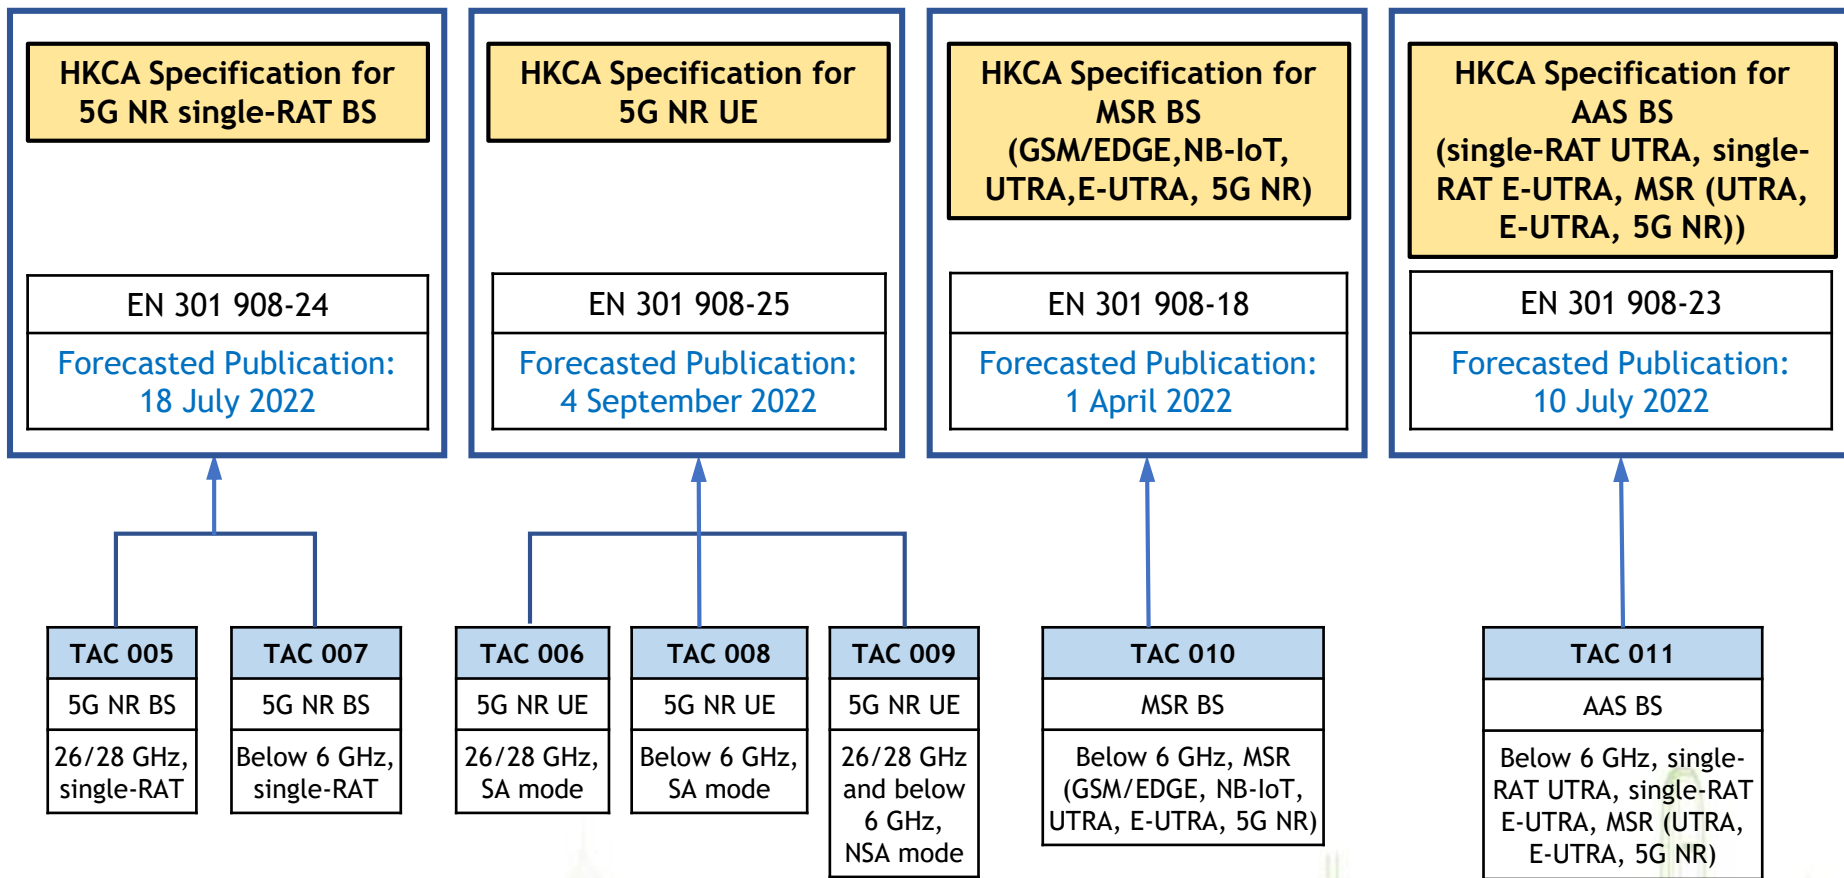 HKCA Specification for
5G NR single-RAT BS
EN 301 908-24
Forecasted Publication:
18 July 2022
HKCA Specification for
5G NR UE
EN 301 908-25
Forecasted Publication:
4 September 2022
HKCA Specification for
MSR BS
(GSM/EDGE,NB-IoT,
UTRA,E-UTRA, 5G NR)
EN 301 908-18
Forecasted Publication:
1 April 2022
HKCA Specification for
AAS BS
(single-RAT UTRA, single-
RAT E-UTRA, MSR (UTRA,
E-UTRA, 5G NR))
EN 301 908-23
Forecasted Publication:
10 July 2022
TAC 005
5G NR BS
26/28 GHz,
single-RAT
TAC 007
5G NR BS
Below 6 GHz,
single-RAT
TAC 006
5G NR UE
26/28 GHz,
SA mode
TAC 008
5G NR UE
Below 6 GHz,
SA mode
TAC 009
5G NR UE
26/28 GHz
and below
6 GHz,
NSA mode
TAC 010
MSR BS
Below 6 GHz, MSR
(GSM/EDGE, NB-IoT,
UTRA, E-UTRA, 5G NR)
TAC 011
AAS BS
Below 6 GHz, single-
RAT UTRA, single-RAT
E-UTRA, MSR (UTRA,
E-UTRA, 5G NR)